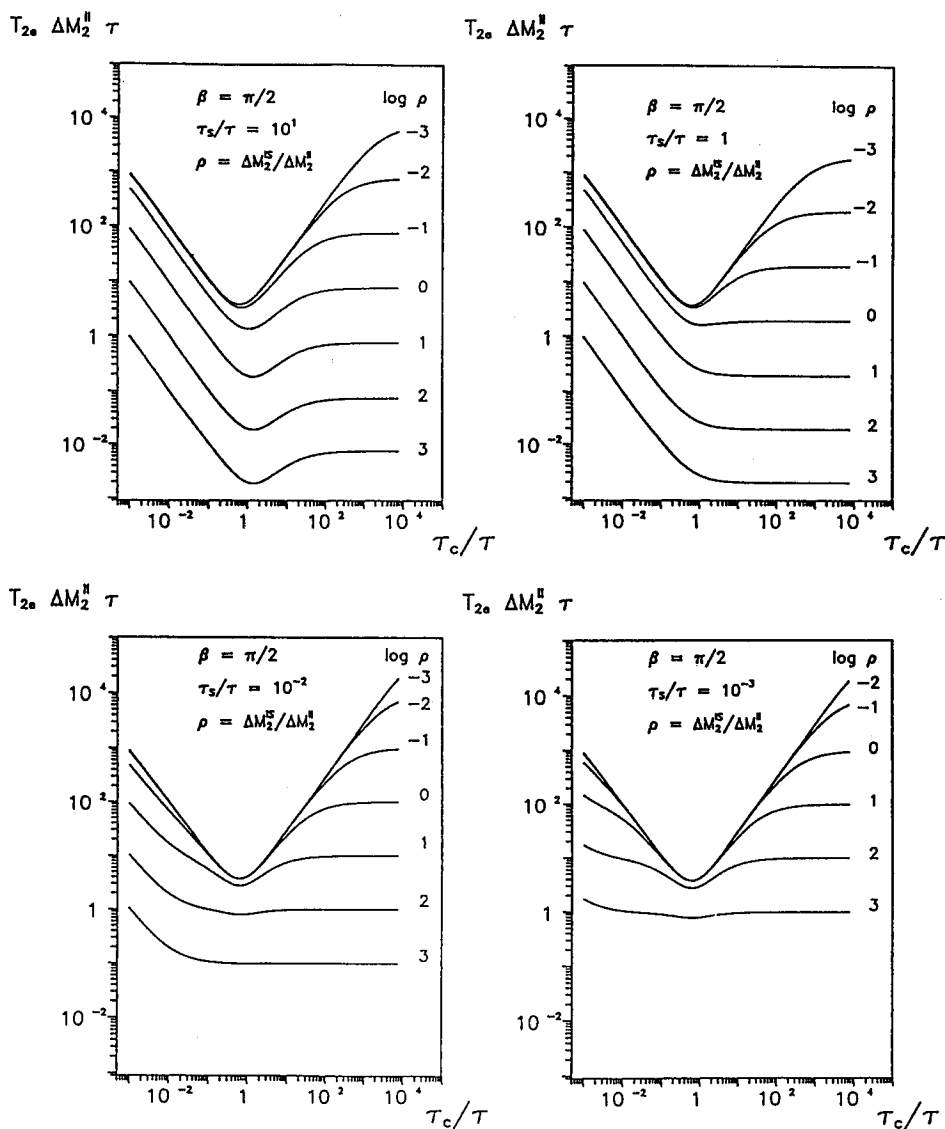 T₂ₑ ΔM₂ᴵᴵ τ
β = π/2
τₛ/τ = 10¹
ρ = ΔM₂ᴵˢ/ΔM₂ᴵᴵ
log ρ
-3
-2
-1
0
1
2
3
10⁴
10²
1
10⁻²
10⁻² 1 10² 10⁴
τ_c/τ
T₂ₑ ΔM₂ᴵᴵ τ
β = π/2
τₛ/τ = 1
ρ = ΔM₂ᴵˢ/ΔM₂ᴵᴵ
log ρ
-3
-2
-1
0
1
2
3
10⁴
10²
1
10⁻²
10⁻² 1 10² 10⁴
τ_c/τ
T₂ₑ ΔM₂ᴵᴵ τ
β = π/2
τₛ/τ = 10⁻²
ρ = ΔM₂ᴵˢ/ΔM₂ᴵᴵ
log ρ
-3
-2
-1
0
1
2
3
10⁴
10²
1
10⁻²
10⁻² 1 10² 10⁴
τ_c/τ
T₂ₑ ΔM₂ᴵᴵ τ
β = π/2
τₛ/τ = 10⁻³
ρ = ΔM₂ᴵˢ/ΔM₂ᴵᴵ
log ρ
-2
-1
0
1
2
3
10⁴
10²
1
10⁻²
10⁻² 1 10² 10⁴
τ_c/τ